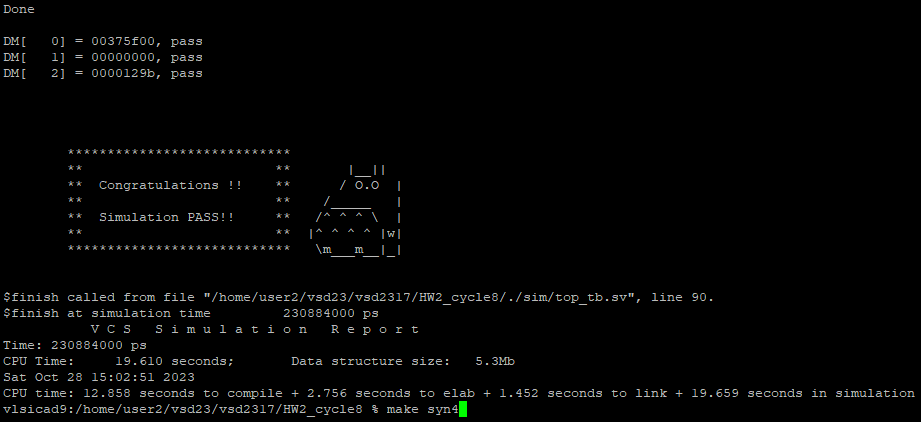 Done
DM[   0] = 00375f00, pass
DM[   1] = 00000000, pass
DM[   2] = 0000129b, pass
        ****************************
        **                        **       |__||
        **  Congratulations !!    **      / O.O  |
        **                        **    /_____   |
        **  Simulation PASS!!     **   /^ ^ ^ \  |
        **                        **  |^ ^ ^ ^ |w|
        ****************************   \m___m__|_|
$finish called from file "/home/user2/vsd23/vsd2317/HW2_cycle8/./sim/top_tb.sv", line 90.
$finish at simulation time         230884000 ps
           V C S   S i m u l a t i o n   R e p o r t
Time: 230884000 ps
CPU Time:     19.610 seconds;       Data structure size:   5.3Mb
Sat Oct 28 15:02:51 2023
CPU time: 12.858 seconds to compile + 2.756 seconds to elab + 1.452 seconds to link + 19.659 seconds in simulation
vlsicad9:/home/user2/vsd23/vsd2317/HW2_cycle8 % make syn4